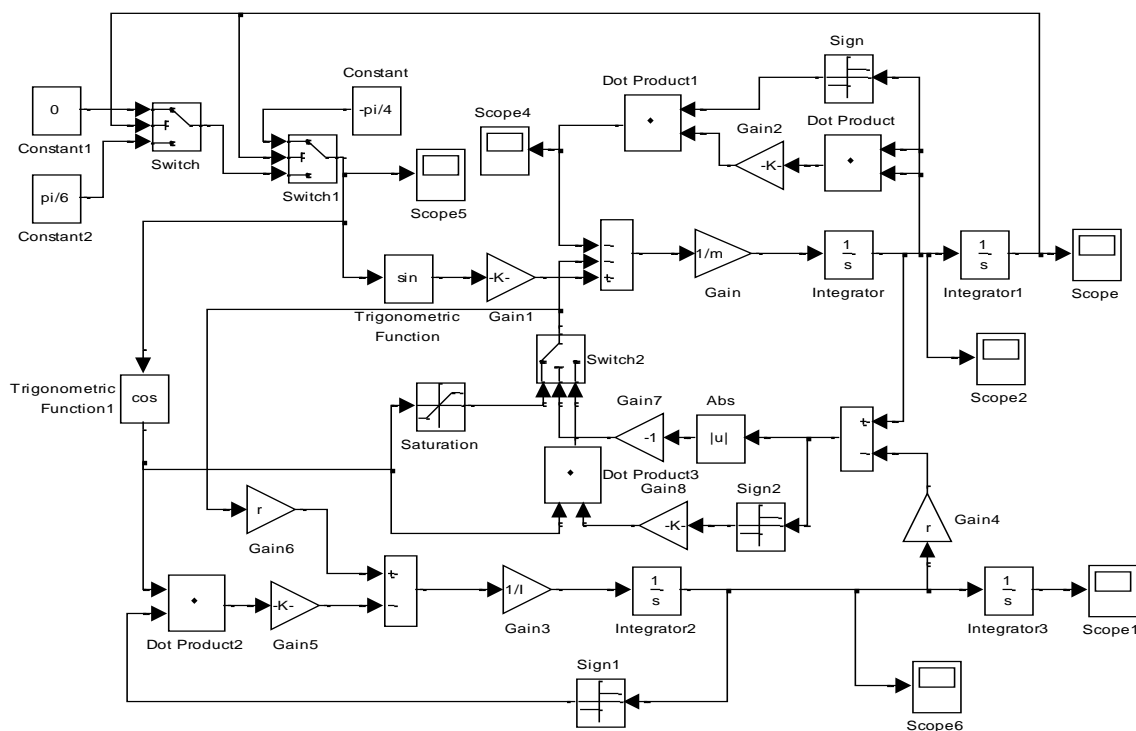 Sign
Constant
Dot Product1
0
-pi/4
Scope4
Gain2
Dot Product
Constant1
Switch
-K-
pi/6
Switch1
Scope5
Constant2
1/m
1
s
1
s
sin
-K-
Gain
Integrator
Integrator1
Scope
Trigonometric
Function
Gain1
Switch2
Trigonometric
Function1
cos
Scope2
Gain7
Abs
Saturation
-1
|u|
Dot Product3
Gain8
Sign2
r
-K-
r
Gain4
Gain6
-K-
1/I
1
s
1
s
Dot Product2
Gain5
Gain3
Integrator2
Integrator3
Scope1
Sign1
Scope6